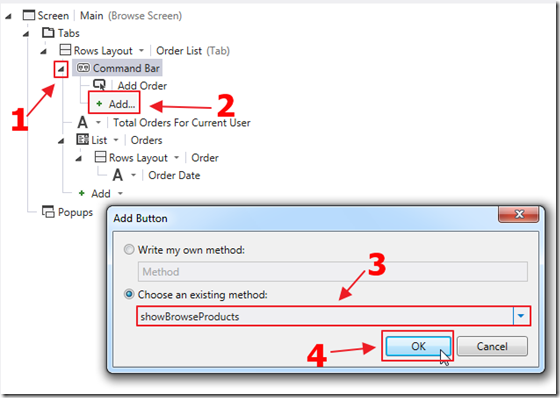 Screen | Main (Browse Screen)
Tabs
Rows Layout | Order List (Tab)
Command Bar
1
Add Order
+ Add...
2
A | Total Orders For Current User
List | Orders
Rows Layout | Order
A | Order Date
+ Add
Popups
Add Button
Write my own method:
Method
3
Choose an existing method:
showBrowseProducts
4
OK
Cancel